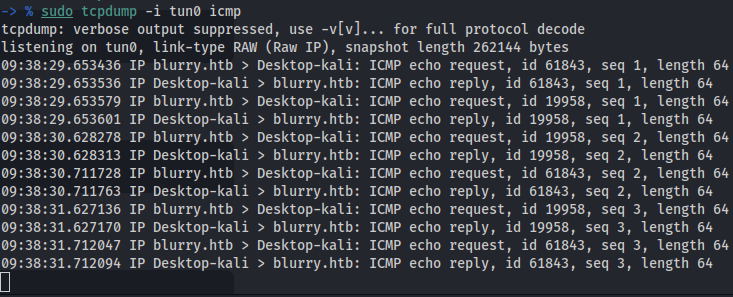 -> % sudo tcpdump -i tun0 icmp
tcpdump: verbose output suppressed, use -v[v]... for full protocol decode
listening on tun0, link-type RAW (Raw IP), snapshot length 262144 bytes
09:38:29.653436 IP blurry.htb > Desktop-kali: ICMP echo request, id 61843, seq 1, length 64
09:38:29.653536 IP Desktop-kali > blurry.htb: ICMP echo reply, id 61843, seq 1, length 64
09:38:29.653579 IP blurry.htb > Desktop-kali: ICMP echo request, id 19958, seq 1, length 64
09:38:29.653601 IP Desktop-kali > blurry.htb: ICMP echo reply, id 19958, seq 1, length 64
09:38:30.628278 IP blurry.htb > Desktop-kali: ICMP echo request, id 19958, seq 2, length 64
09:38:30.628313 IP Desktop-kali > blurry.htb: ICMP echo reply, id 19958, seq 2, length 64
09:38:30.711728 IP blurry.htb > Desktop-kali: ICMP echo request, id 61843, seq 2, length 64
09:38:30.711763 IP Desktop-kali > blurry.htb: ICMP echo reply, id 61843, seq 2, length 64
09:38:31.627136 IP blurry.htb > Desktop-kali: ICMP echo request, id 19958, seq 3, length 64
09:38:31.627170 IP Desktop-kali > blurry.htb: ICMP echo reply, id 19958, seq 3, length 64
09:38:31.712047 IP blurry.htb > Desktop-kali: ICMP echo request, id 61843, seq 3, length 64
09:38:31.712094 IP Desktop-kali > blurry.htb: ICMP echo reply, id 61843, seq 3, length 64